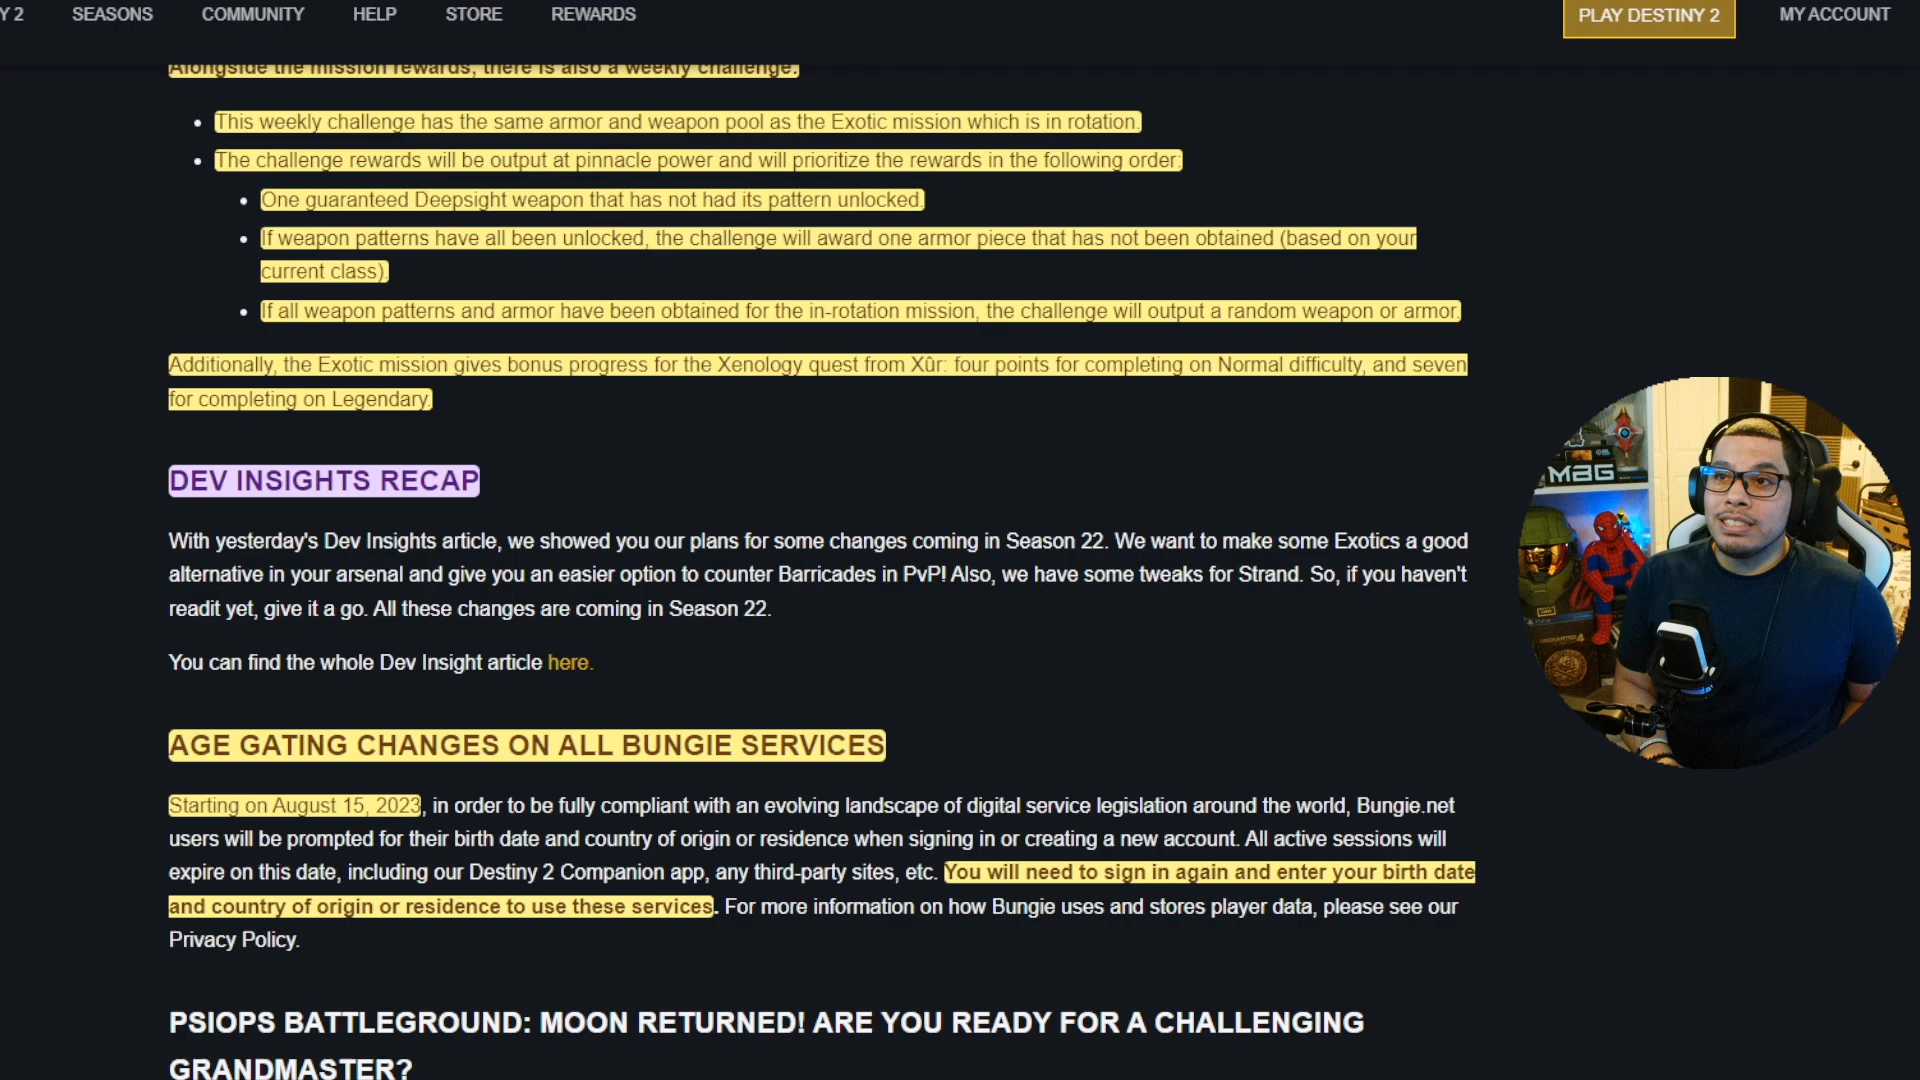 Y 2 SEASONS COMMUNITY HELP STORE REWARDS PLAY DESTINY 2 MY ACCOUNT
Alongside the mission rewards, there is also a weekly challenge:
This weekly challenge has the same armor and weapon pool as the Exotic mission which is in rotation.
The challenge rewards will be output at pinnacle power and will prioritize the rewards in the following order:
One guaranteed Deepsight weapon that has not had its pattern unlocked.
If weapon patterns have all been unlocked, the challenge will award one armor piece that has not been obtained (based on your
current class).
If all weapon patterns and armor have been obtained for the in-rotation mission, the challenge will output a random weapon or armor.
Additionally, the Exotic mission gives bonus progress for the Xenology quest from Xûr: four points for completing on Normal difficulty, and seven
for completing on Legendary.
DEV INSIGHTS RECAP
With yesterday's Dev Insights article, we showed you our plans for some changes coming in Season 22. We want to make some Exotics a good
alternative in your arsenal and give you an easier option to counter Barricades in PvP! Also, we have some tweaks for Strand. So, if you haven't
readit yet, give it a go. All these changes are coming in Season 22.
You can find the whole Dev Insight article here.
MAG
UNCHARTED 4
AGE GATING CHANGES ON ALL BUNGIE SERVICES
Starting on August 15, 2023, in order to be fully compliant with an evolving landscape of digital service legislation around the world, Bungie.net
users will be prompted for their birth date and country of origin or residence when signing in or creating a new account. All active sessions will
expire on this date, including our Destiny 2 Companion app, any third-party sites, etc. You will need to sign in again and enter your birth date
and country of origin or residence to use these services. For more information on how Bungie uses and stores player data, please see our
Privacy Policy.
PSIOPS BATTLEGROUND: MOON RETURNED! ARE YOU READY FOR A CHALLENGING
GRANDMASTER?